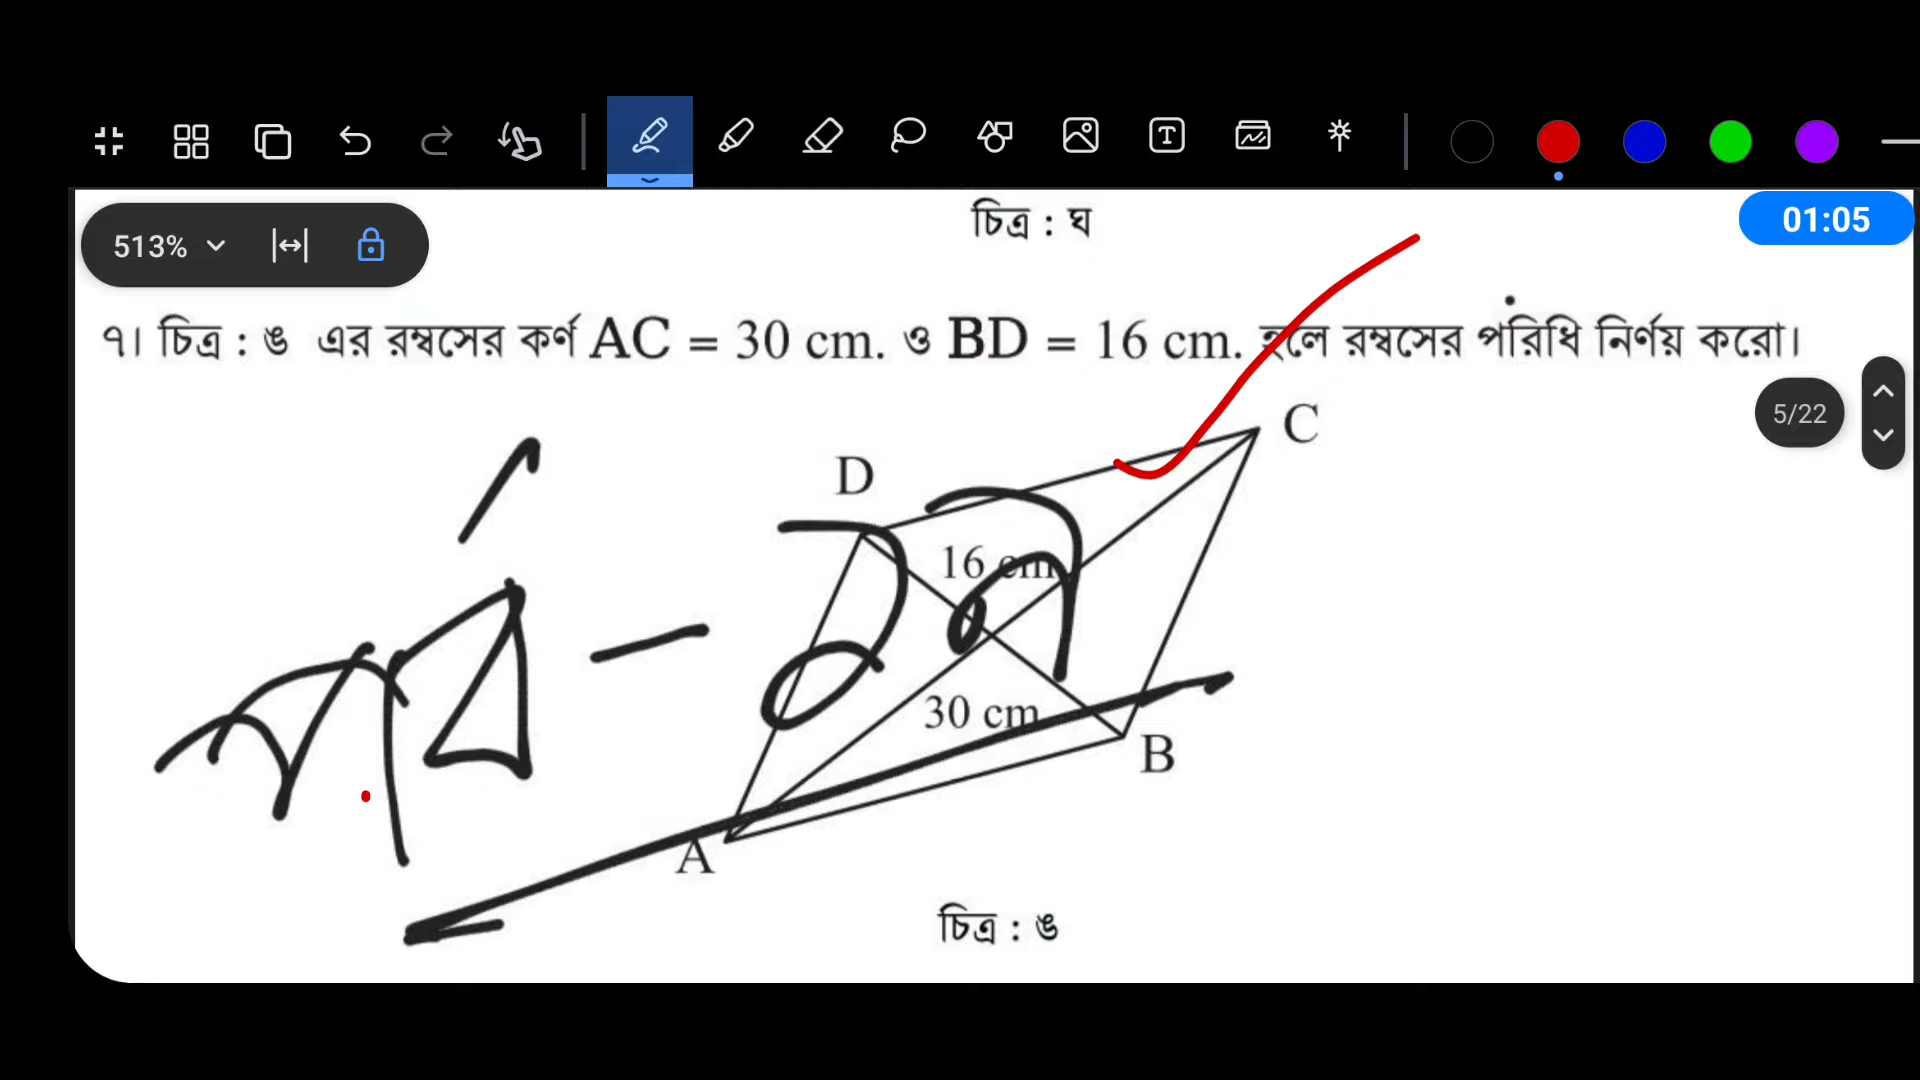 513%
01:05
চিত্র : ঘ
৭। চিত্র : ঙ এর রম্বসের কর্ণ AC = 30 cm. ও BD = 16 cm. হলে রম্বসের পরিধি নির্ণয় করো।
5/22
C
D
16 cm
30 cm
B
A
চিত্র : ঙ